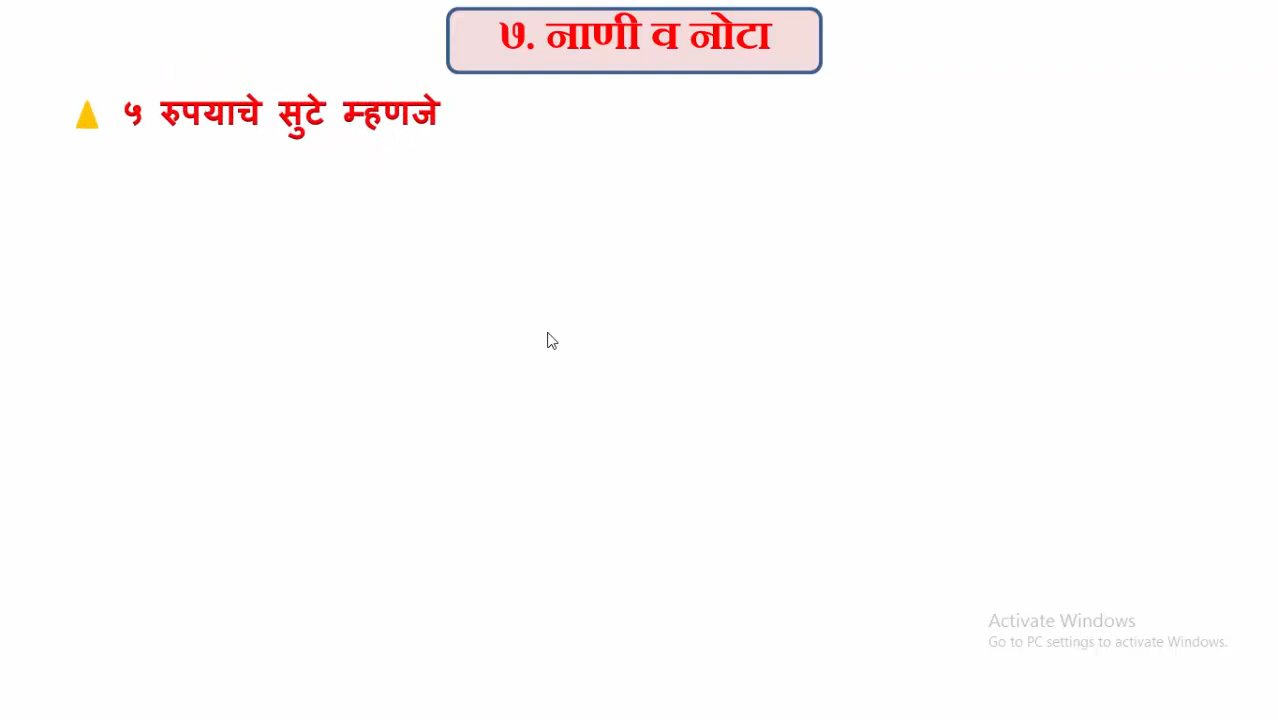 ७. नाणी व नोटा
५ रुपयाचे सुटे म्हणजे
Activate Windows
Go to PC settings to activate Windows.